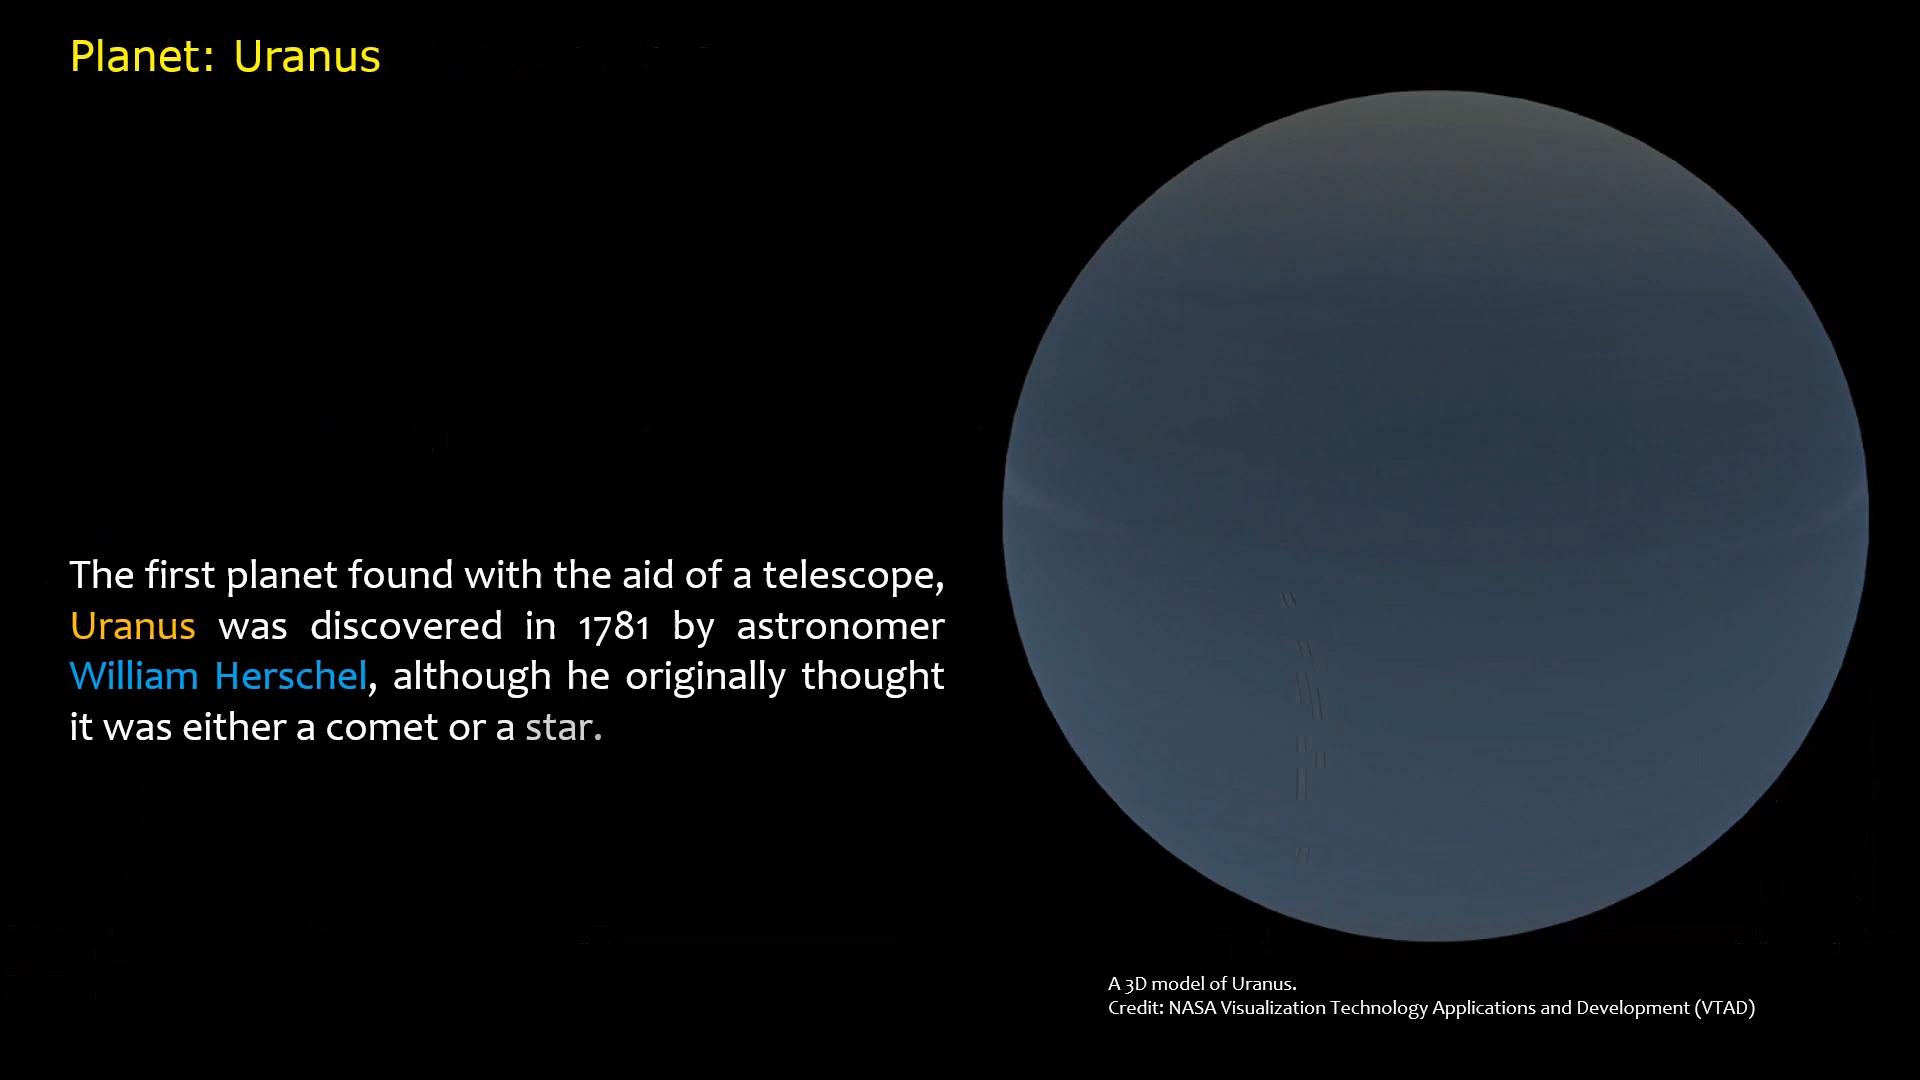 Planet: Uranus
The first planet found with the aid of a telescope,
Uranus was discovered in 1781 by astronomer
William Herschel, although he originally thought
it was either a comet or a star.
A 3D model of Uranus.
Credit: NASA Visualization Technology Applications and Development (VTAD)